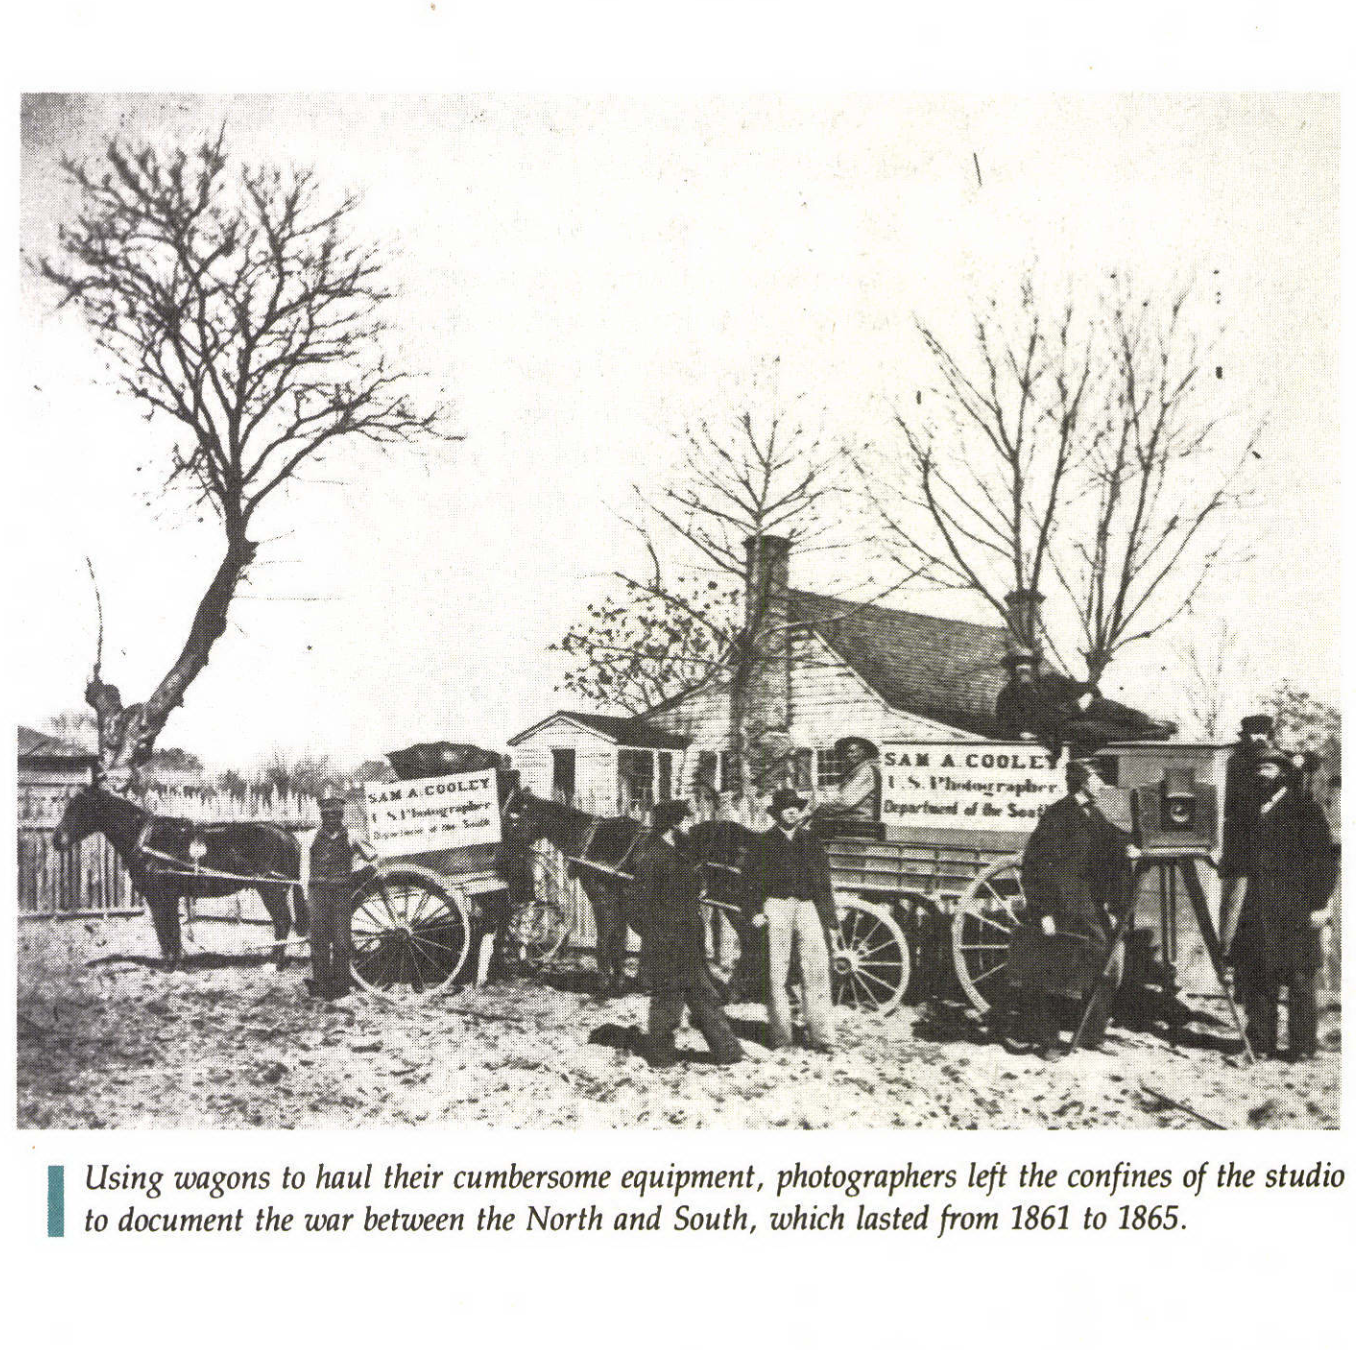 SAM A. COOLEY
U.S. Photographer
Department of the South
SAM A COOLEY
U.S. Photographer.
Department of the South
Using wagons to haul their cumbersome equipment, photographers left the confines of the studio
to document the war between the North and South, which lasted from 1861 to 1865.